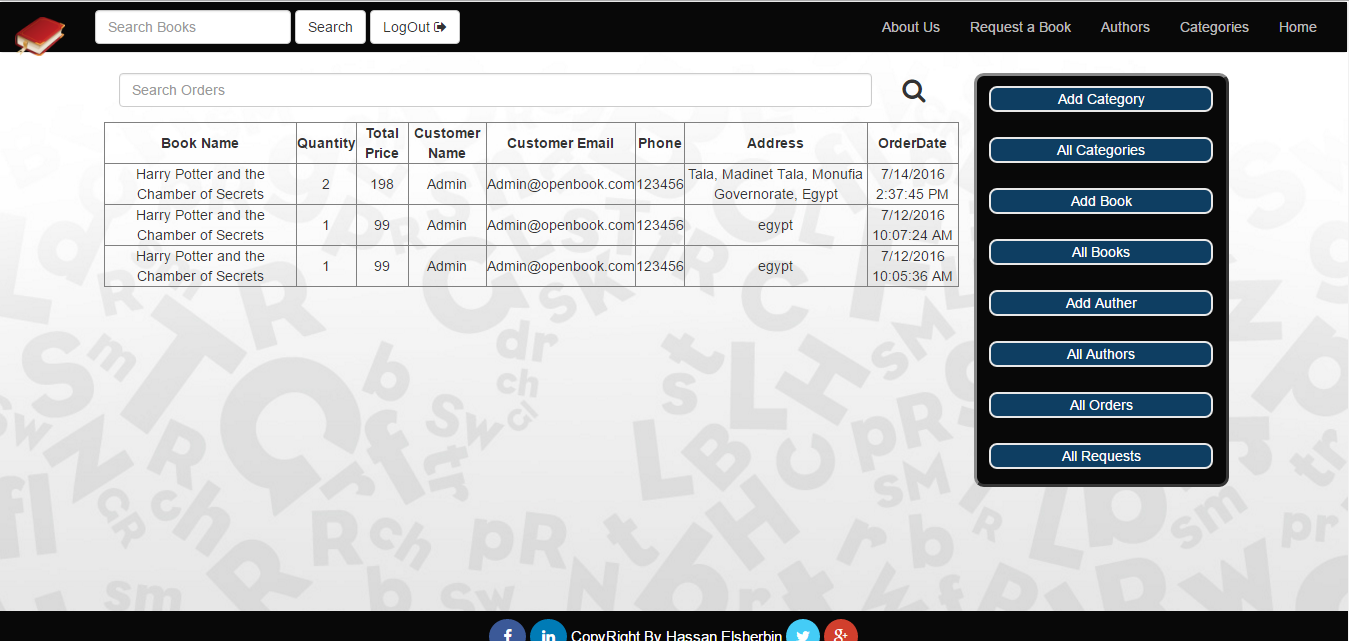 Search Books Search LogOut About Us Request a Book Authors Categories Home
Search Orders
Book Name Quantity Total Price Customer Name Customer Email Phone Address OrderDate
Harry Potter and the Chamber of Secrets 2 198 Admin Admin@openbook.com 123456 Tala, Madinet Tala, Monufia Governorate, Egypt 7/14/2016 2:37:45 PM
Harry Potter and the Chamber of Secrets 1 99 Admin Admin@openbook.com 123456 egypt 7/12/2016 10:07:24 AM
Harry Potter and the Chamber of Secrets 1 99 Admin Admin@openbook.com 123456 egypt 7/12/2016 10:05:36 AM
Add Category
All Categories
Add Book
All Books
Add Auther
All Authors
All Orders
All Requests
CopyRight By Hassan Elsherbin